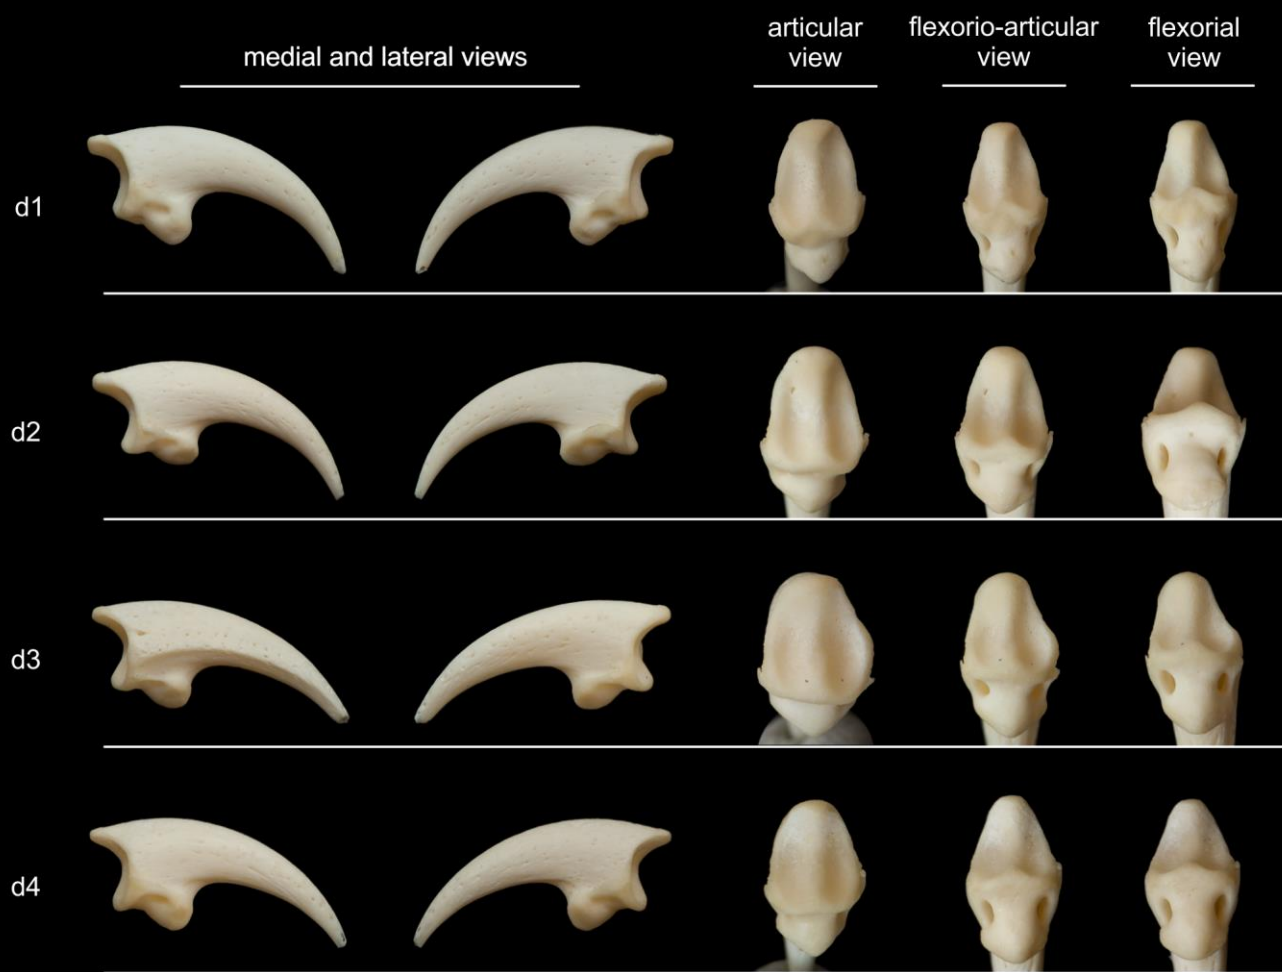 medial and lateral views
articular
view
flexorio-articular
view
flexorial
view
d1
d2
d3
d4